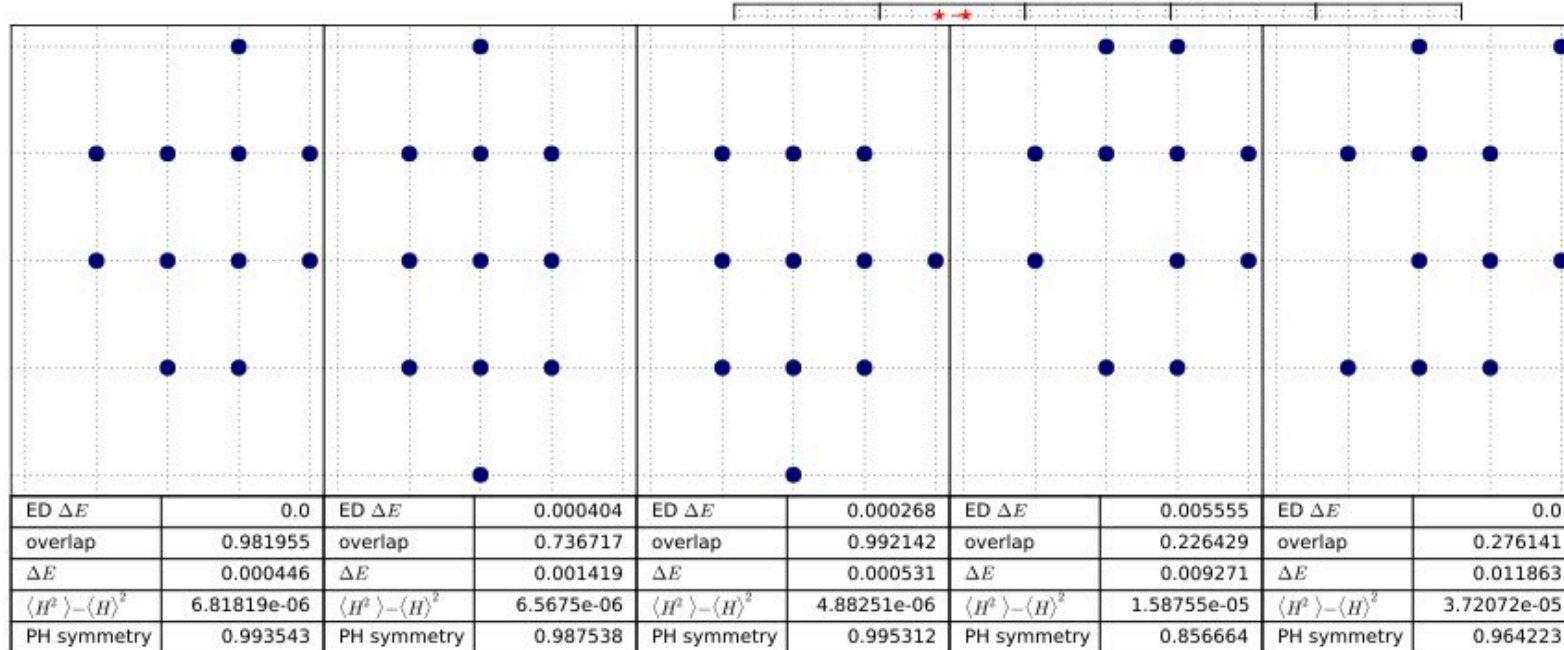 ED ΔE 0.0 ED ΔE 0.000404 ED ΔE 0.000268 ED ΔE 0.005555 ED ΔE 0.0
overlap 0.981955 overlap 0.736717 overlap 0.992142 overlap 0.226429 overlap 0.276141
ΔE 0.000446 ΔE 0.001419 ΔE 0.000531 ΔE 0.009271 ΔE 0.011863
⟨H²⟩−⟨H⟩² 6.81819e-06 ⟨H²⟩−⟨H⟩² 6.5675e-06 ⟨H²⟩−⟨H⟩² 4.88251e-06 ⟨H²⟩−⟨H⟩² 1.58755e-05 ⟨H²⟩−⟨H⟩² 3.72072e-05
PH symmetry 0.993543 PH symmetry 0.987538 PH symmetry 0.995312 PH symmetry 0.856664 PH symmetry 0.964223